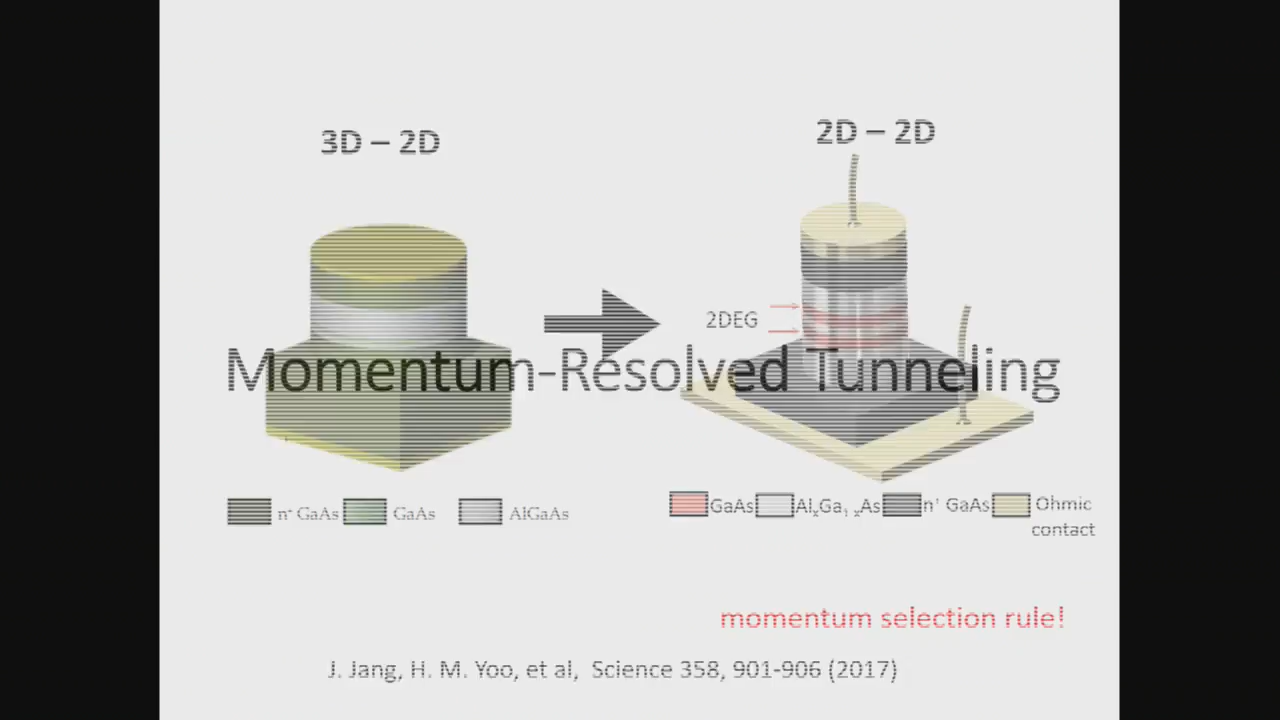 3D – 2D
2D – 2D
2DEG
Momentum-Resolved Tunneling
n⁺ GaAs GaAs AlGaAs
GaAs AlₓGa₁₋ₓAs n⁺ GaAs Ohmic
contact
momentum selection rule!
J. Jang, H. M. Yoo, et al, Science 358, 901-906 (2017)